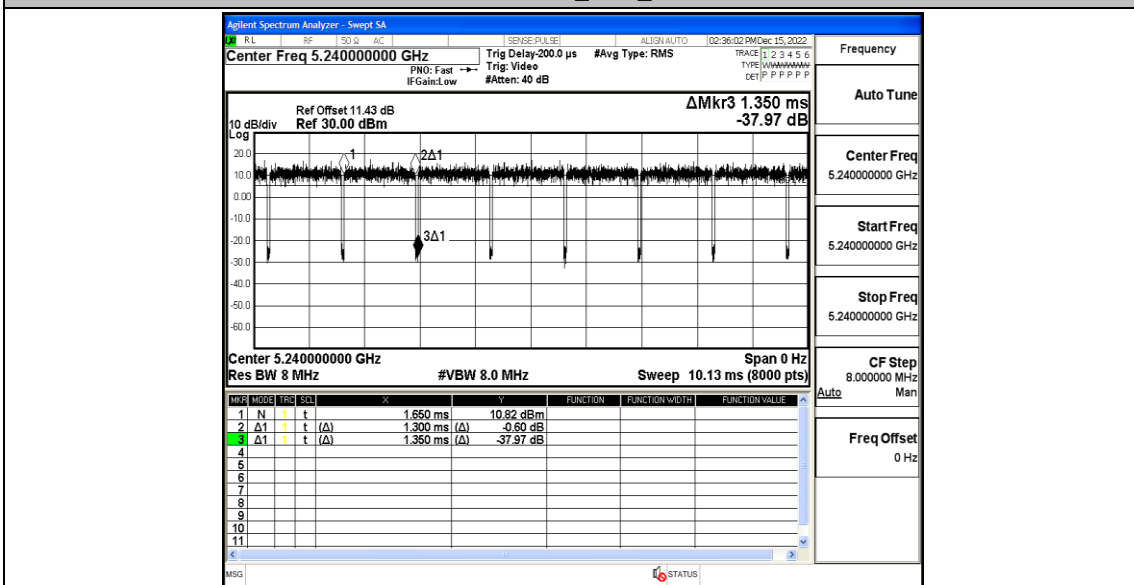 Agilent Spectrum Analyzer - Swept SA
RL RF 50 Ω AC SENSE:PULSE ALIGN AUTO 02:36:02 PM Dec 15, 2022
Center Freq 5.240000000 GHz
PNO: Fast
IFGain:Low
Trig Delay-200.0 µs
Trig: Video
#Atten: 40 dB
#Avg Type: RMS
TRACE 1 2 3 4 5 6
TYPE WWWWWW
DET P P P P P P
Ref Offset 11.43 dB
10 dB/div Ref 30.00 dBm
Log
ΔMkr3 1.350 ms
-37.97 dB
20.0
10.0
0.00
-10.0
-20.0
-30.0
-40.0
-50.0
-60.0
1
2Δ1
3Δ1
Center 5.240000000 GHz Span 0 Hz
Res BW 8 MHz #VBW 8.0 MHz Sweep 10.13 ms (8000 pts)
MKR MODE TRC SCL X Y FUNCTION FUNCTION WIDTH FUNCTION VALUE
1 N 1 t 1.650 ms 10.82 dBm
2 Δ1 1 t (Δ) 1.300 ms (Δ) -0.60 dB
3 Δ1 1 t (Δ) 1.350 ms (Δ) -37.97 dB
4
5
6
7
8
9
10
11
MSG STATUS
Frequency
Auto Tune
Center Freq
5.240000000 GHz
Start Freq
5.240000000 GHz
Stop Freq
5.240000000 GHz
CF Step
8.000000 MHz
Auto Man
Freq Offset
0 Hz